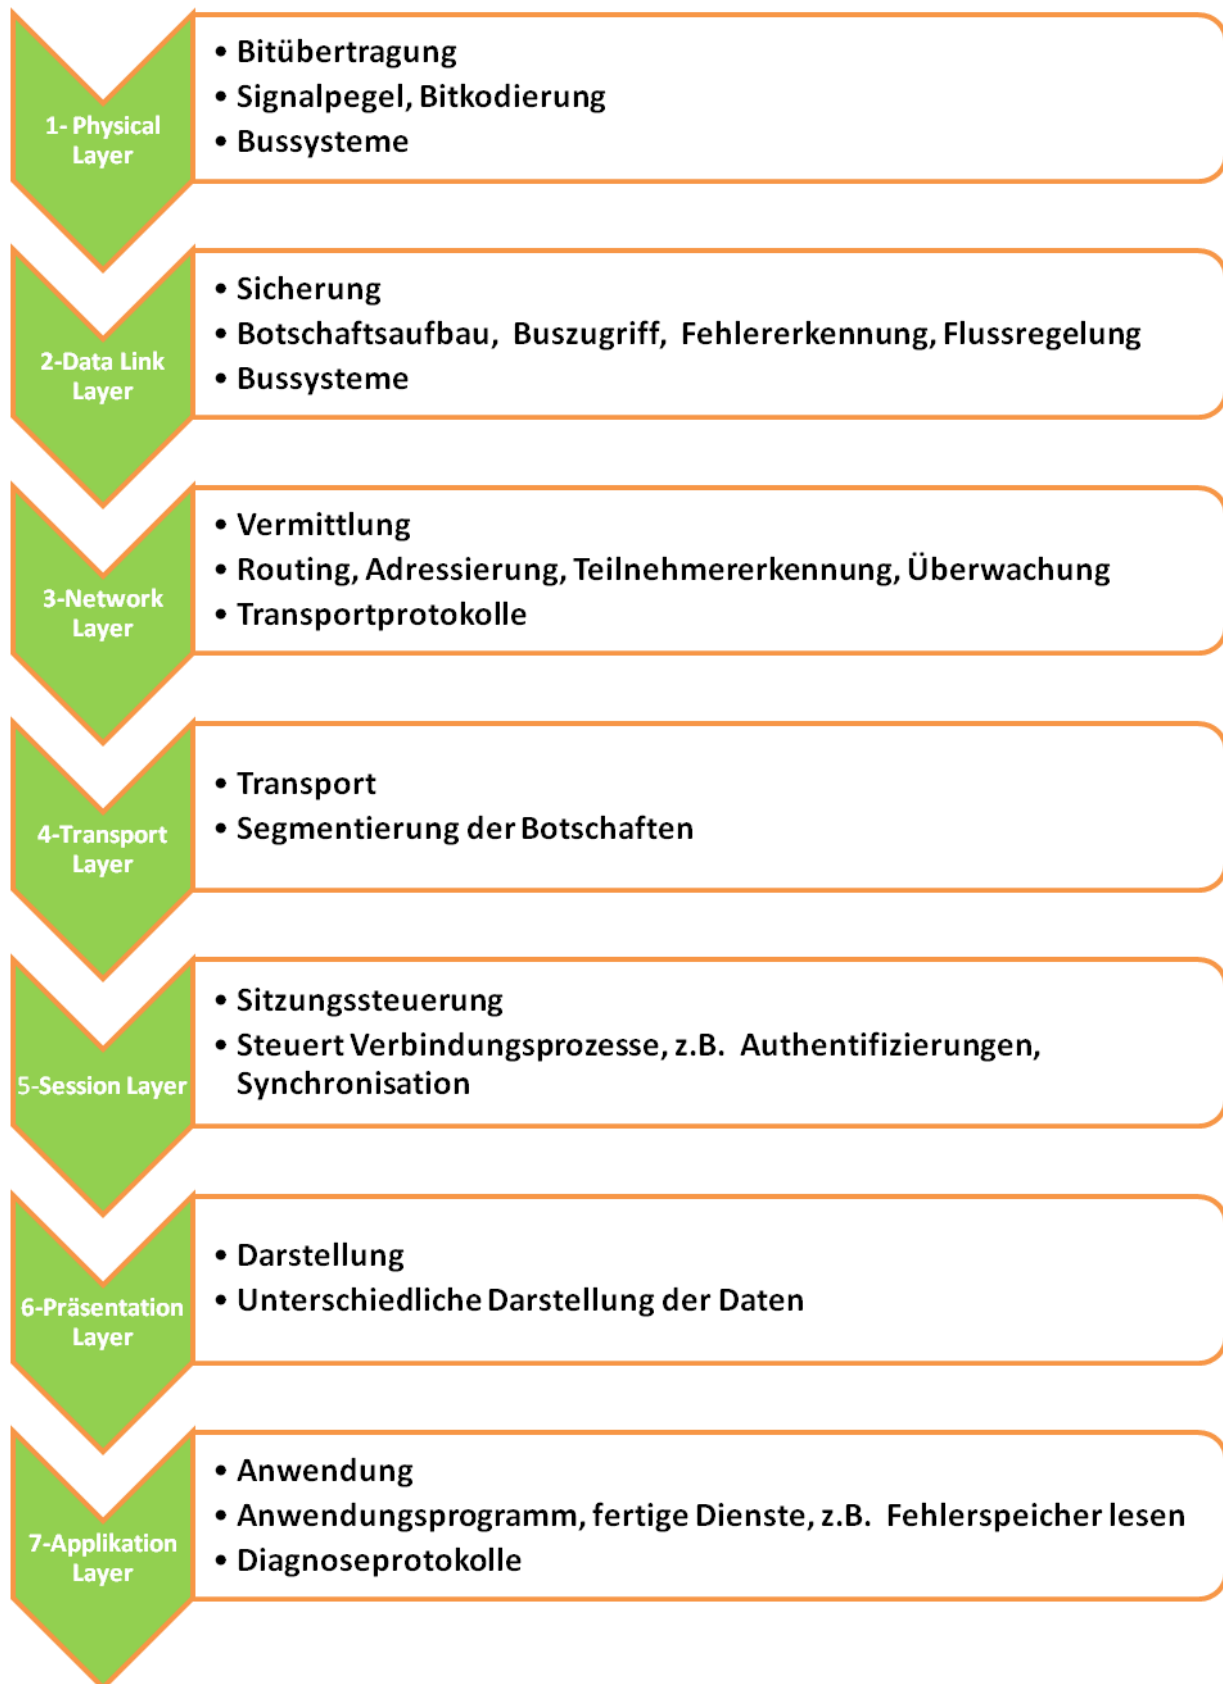 1- Physical
Layer
• Bitübertragung
• Signalpegel, Bitkodierung
• Bussysteme
2-Data Link
Layer
• Sicherung
• Botschaftsaufbau, Buszugriff, Fehlererkennung, Flussregelung
• Bussysteme
3-Network
Layer
• Vermittlung
• Routing, Adressierung, Teilnehmererkennung, Überwachung
• Transportprotokolle
4-Transport
Layer
• Transport
• Segmentierung der Botschaften
5-Session Layer
• Sitzungssteuerung
• Steuert Verbindungsprozesse, z.B. Authentifizierungen,
Synchronisation
6-Präsentation
Layer
• Darstellung
• Unterschiedliche Darstellung der Daten
7-Applikation
Layer
• Anwendung
• Anwendungsprogramm, fertige Dienste, z.B. Fehlerspeicher lesen
• Diagnoseprotokolle